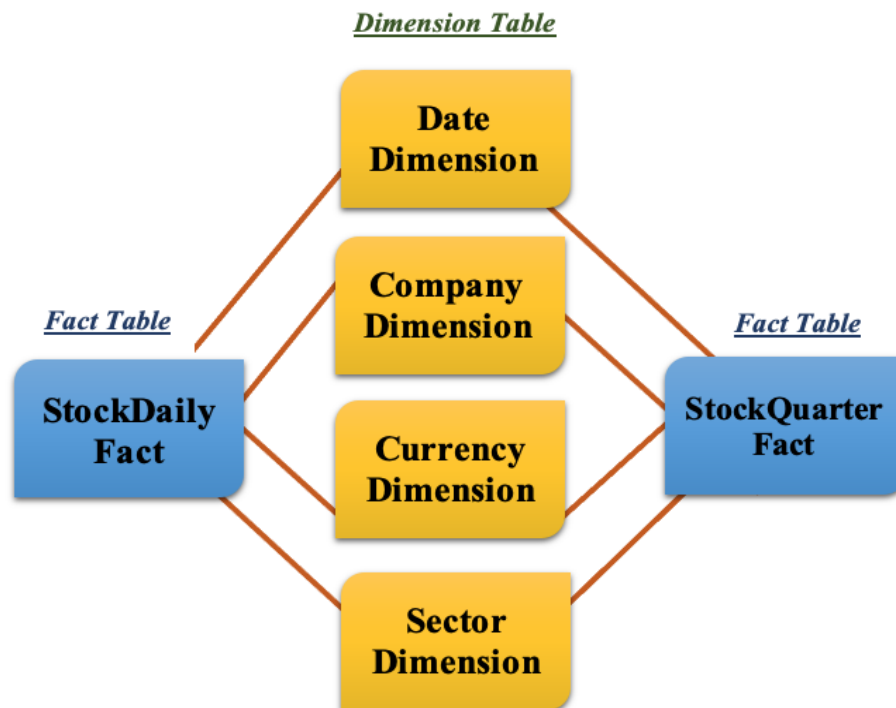 Dimension Table
Date
Dimension
Company
Dimension
Fact Table
Fact Table
StockDaily
Fact
StockQuarter
Fact
Currency
Dimension
Sector
Dimension